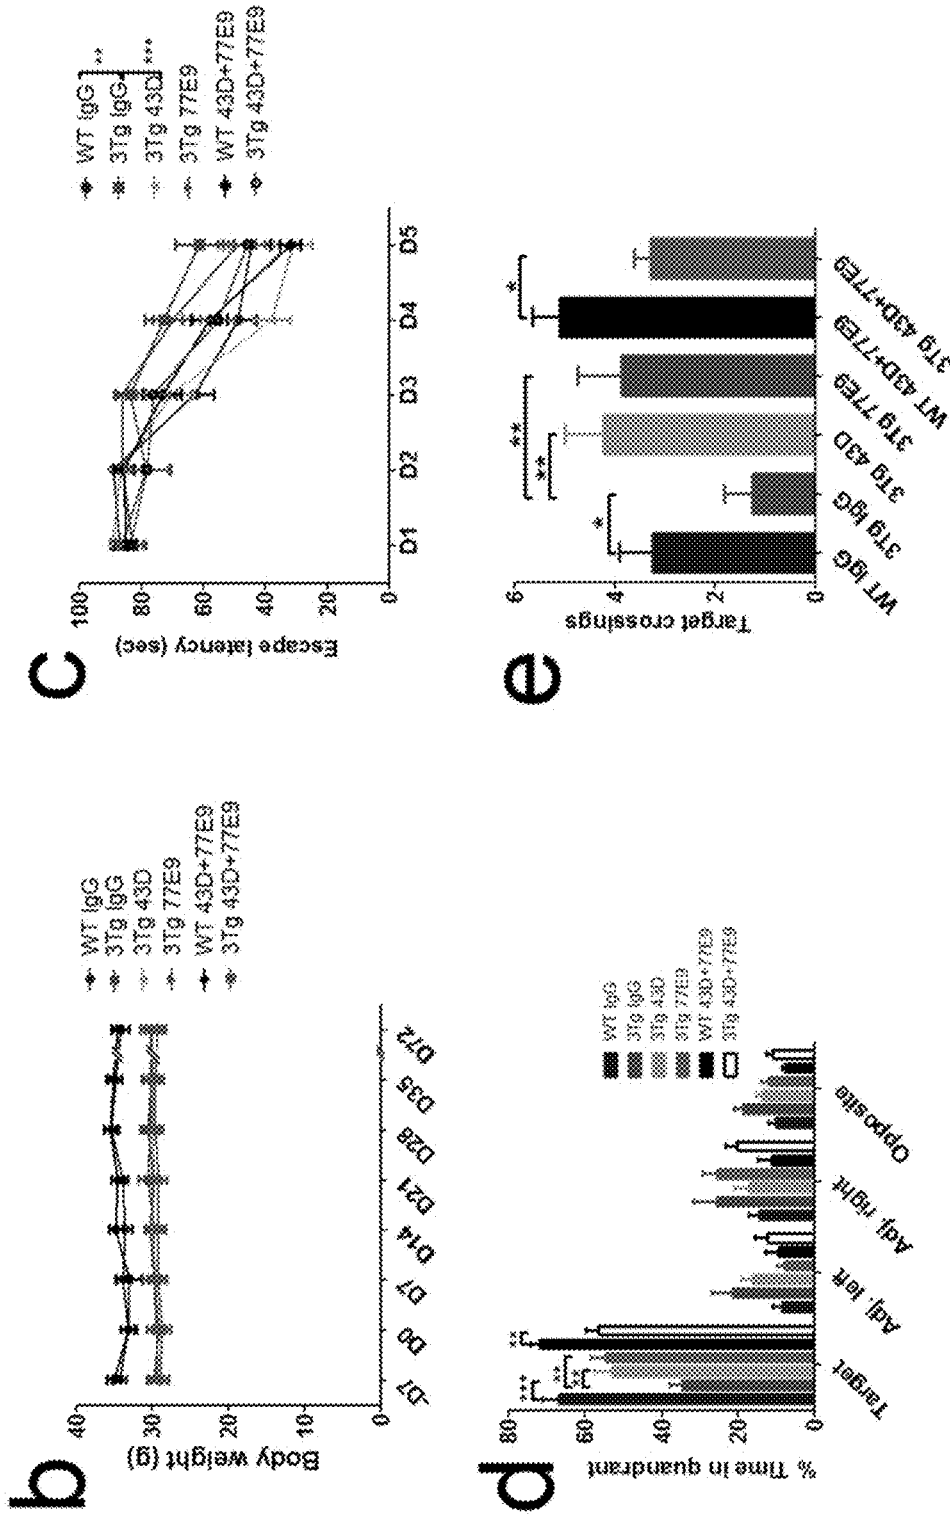 b
Body weight (g)
40
30
20
10
0
-D7
D0
D7
D14
D21
D28
D35
D72
WT IgG
3Tg IgG
3Tg 43D
3Tg 77E9
WT 43D+77E9
3Tg 43D+77E9
c
Escape latency (sec)
100
80
60
40
20
0
D1
D2
D3
D4
D5
WT IgG
3Tg IgG
3Tg 43D
3Tg 77E9
WT 43D+77E9
3Tg 43D+77E9
**
***
d
% Time in quandrant
80
60
40
20
0
***
**
**
**
Target
Adj. left
Adj. right
Opposite
WT IgG
3Tg IgG
3Tg 43D
3Tg 77E9
WT 43D+77E9
3Tg 43D+77E9
e
Target crossings
6
4
2
0
*
**
**
*
WT IgG
3Tg IgG
3Tg 43D
3Tg 77E9
WT 43D+77E9
3Tg 43D+77E9